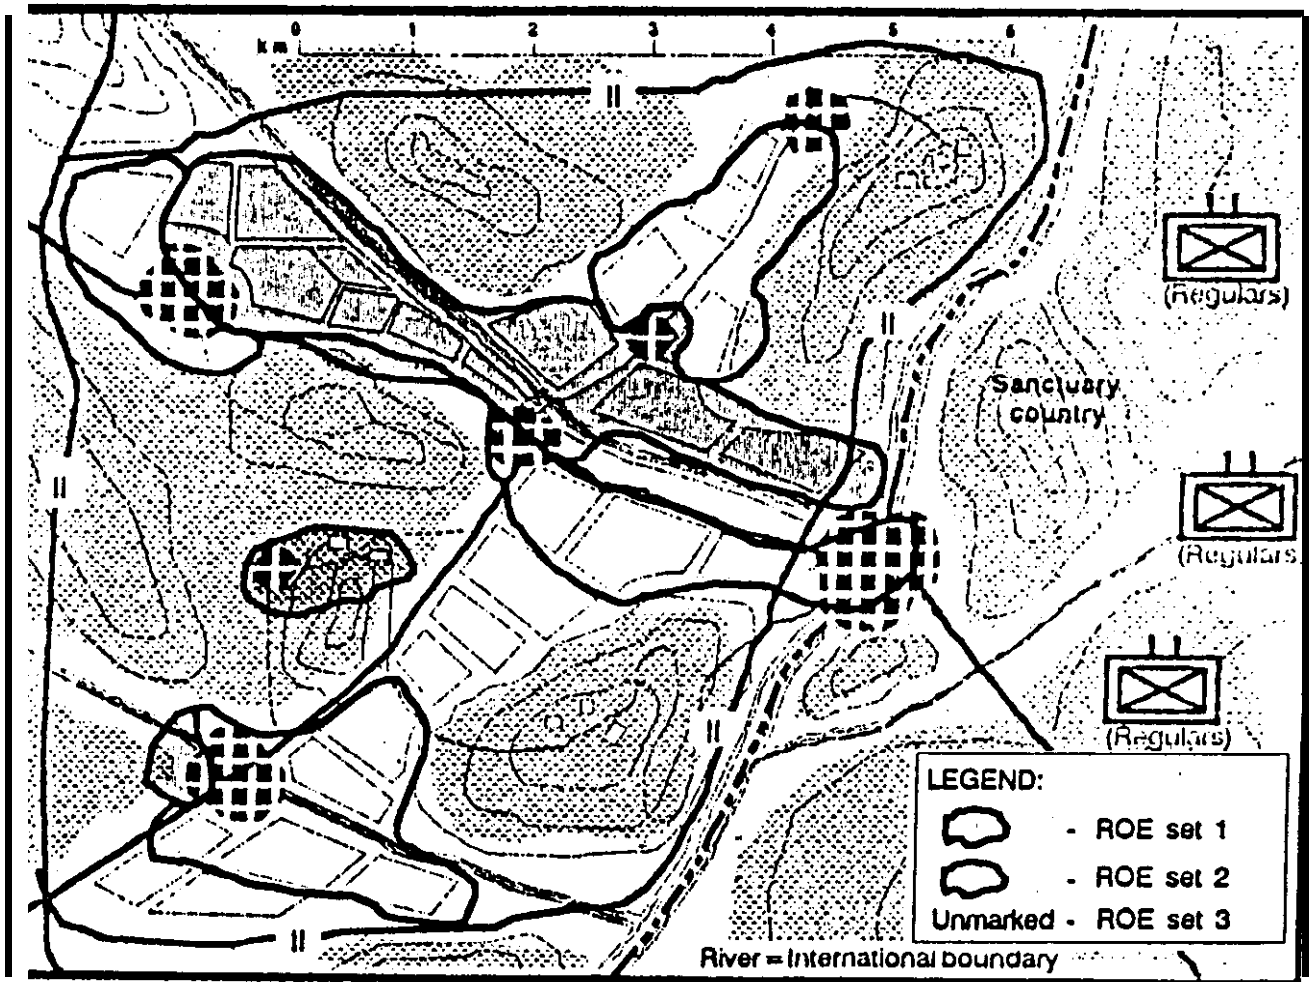 km 0 1 2 3 4 5 6
II
II
(Regulars)
Sanctuary
country
II
(Regulars
II
(Regulars)
LEGEND:
- ROE set 1
- ROE set 2
Unmarked - ROE set 3
II
River = International boundary